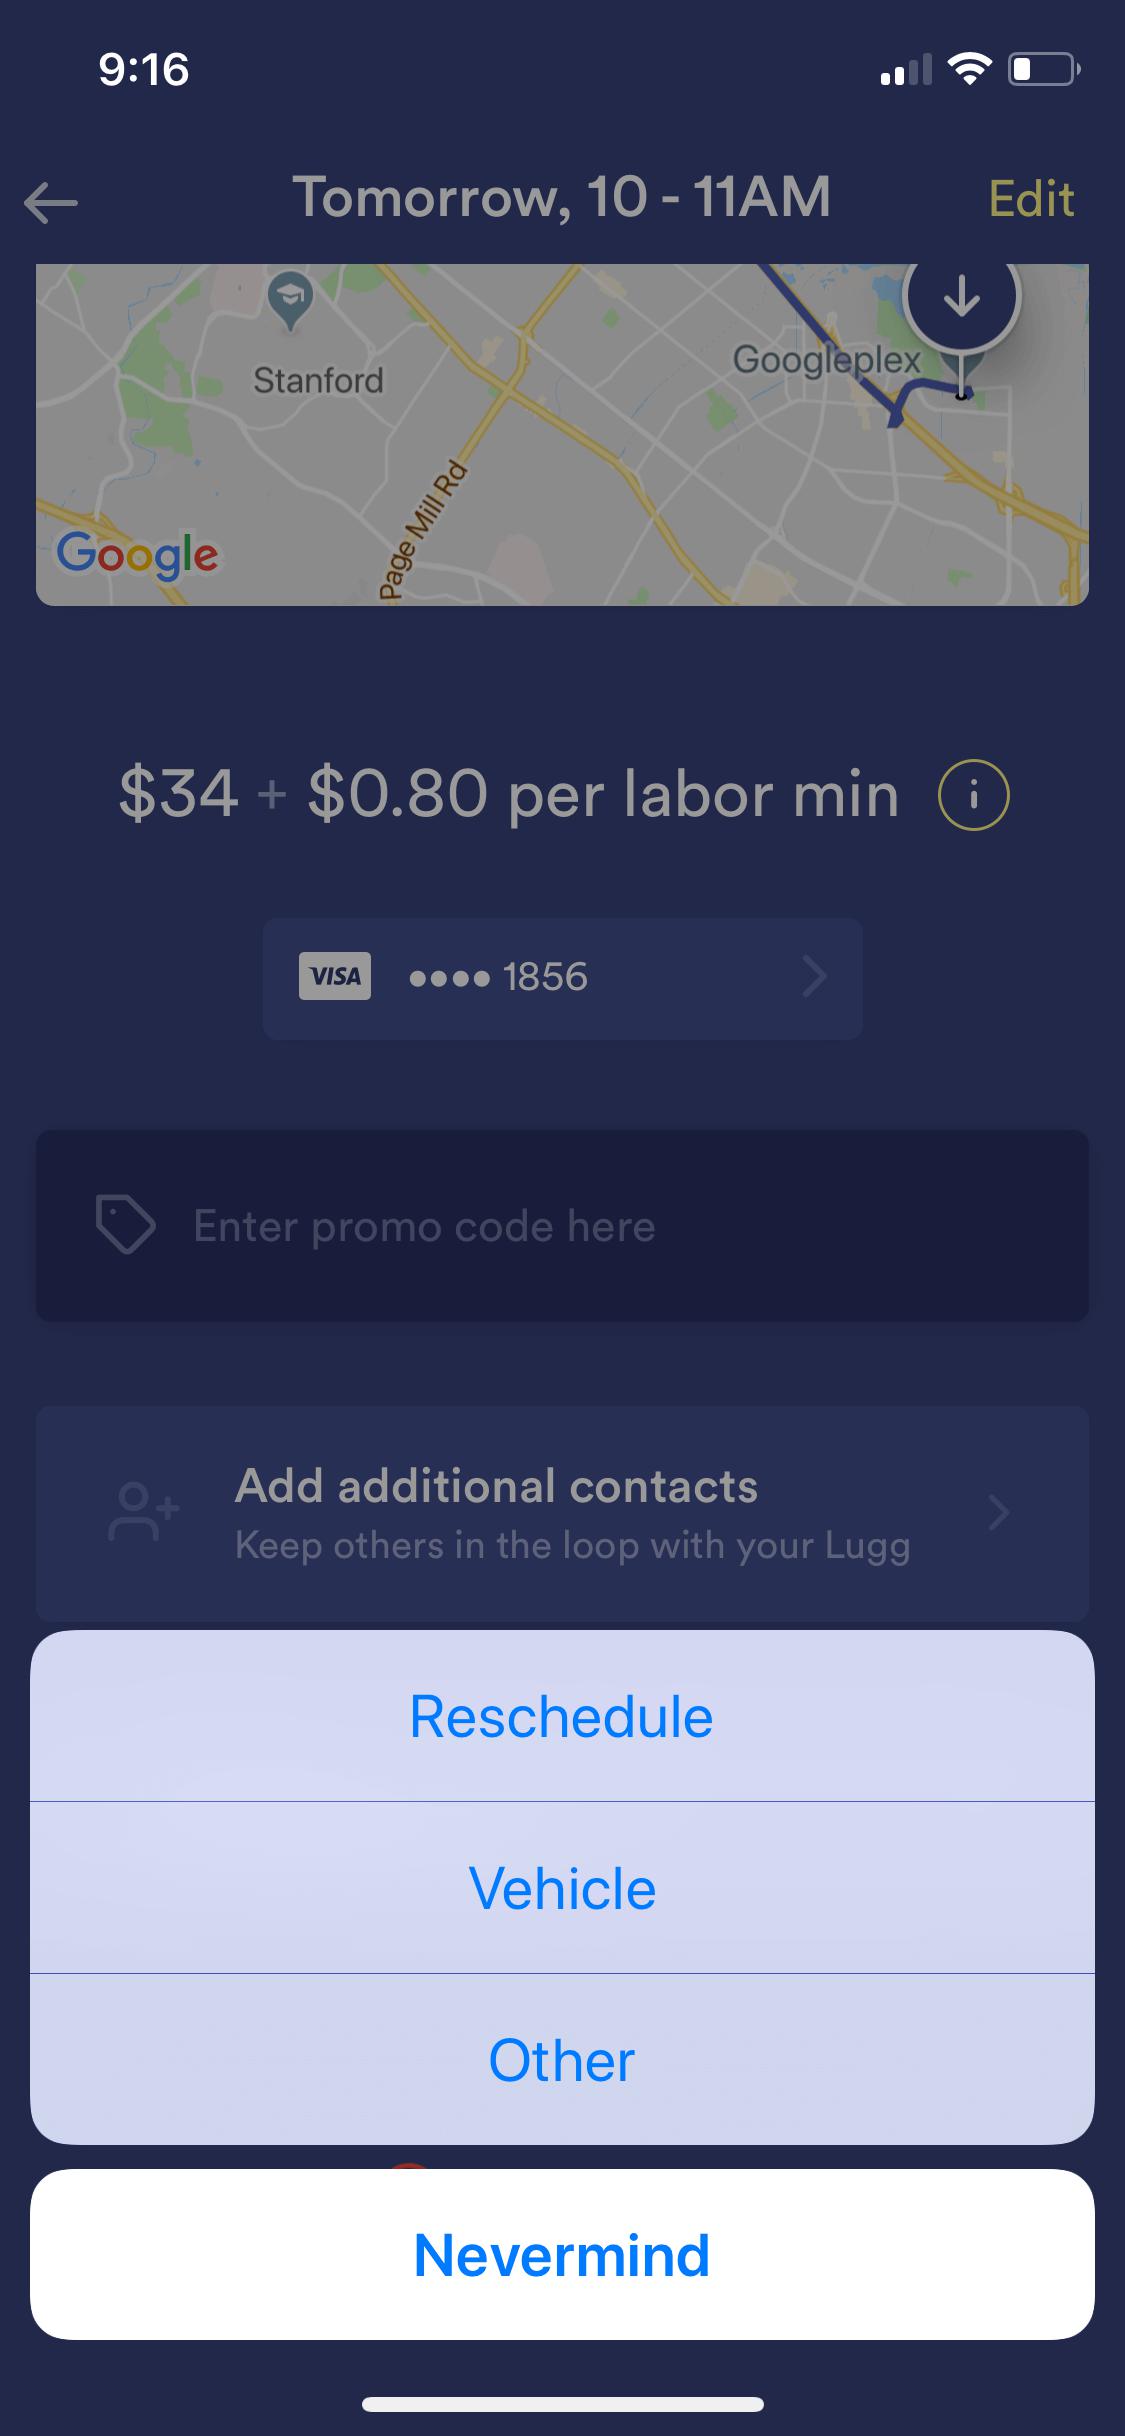 9:16
Tomorrow, 10 - 11AM
Edit
Stanford
Googleplex
Page Mill Rd
Google
$34 + $0.80 per labor min
VISA •••• 1856
Enter promo code here
Add additional contacts
Keep others in the loop with your Lugg
Reschedule
Vehicle
Other
Nevermind